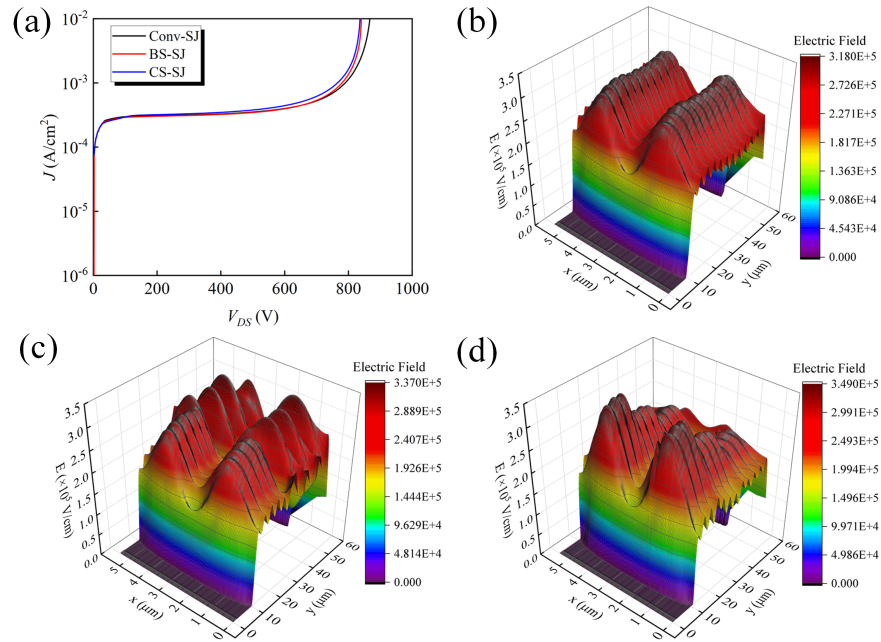 (a)
10⁻²
10⁻³
10⁻⁴
10⁻⁵
10⁻⁶
J (A/cm²)
Conv-SJ
BS-SJ
CS-SJ
0 200 400 600 800 1000
V_DS (V)
(b)
Electric Field
3.180E+5
2.726E+5
2.271E+5
1.817E+5
1.363E+5
9.086E+4
4.543E+4
0.000
3.5
3.0
2.5
2.0
1.5
1.0
0.5
0.0
E (×10⁵ V/cm)
5 4 3 2 1 0
x (μm)
0 10 20 30 40 50 60
y (μm)
(c)
Electric Field
3.370E+5
2.889E+5
2.407E+5
1.926E+5
1.444E+5
9.629E+4
4.814E+4
0.000
3.5
3.0
2.5
2.0
1.5
1.0
0.5
0.0
E (×10⁵ V/cm)
5 4 3 2 1 0
x (μm)
0 10 20 30 40 50 60
y (μm)
(d)
Electric Field
3.490E+5
2.991E+5
2.493E+5
1.994E+5
1.496E+5
9.971E+4
4.986E+4
0.000
3.5
3.0
2.5
2.0
1.5
1.0
0.5
0.0
E (×10⁵ V/cm)
5 4 3 2 1 0
x (μm)
0 10 20 30 40 50 60
y (μm)